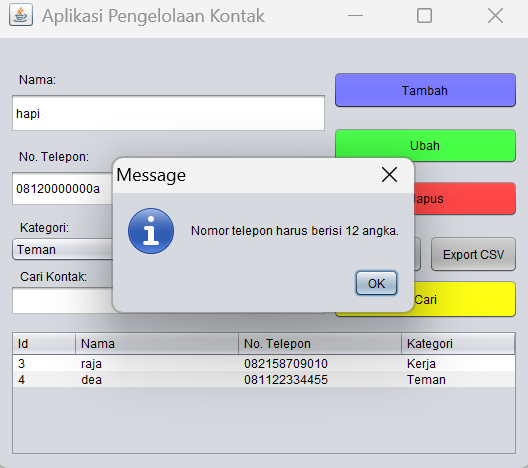 Aplikasi Pengelolaan Kontak
Nama:
hapi
Tambah
Ubah
No. Telepon:
08120000000a
apus
Message
Nomor telepon harus berisi 12 angka.
OK
Kategori:
Teman
Export CSV
Cari Kontak:
Cari
Id Nama No. Telepon Kategori
3 raja 082158709010 Kerja
4 dea 081122334455 Teman